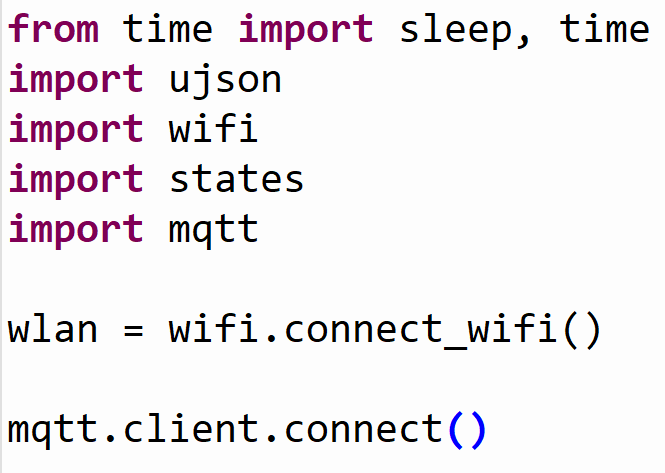 from time import sleep, time
import ujson
import wifi
import states
import mqtt
wlan = wifi.connect_wifi()
mqtt.client.connect()